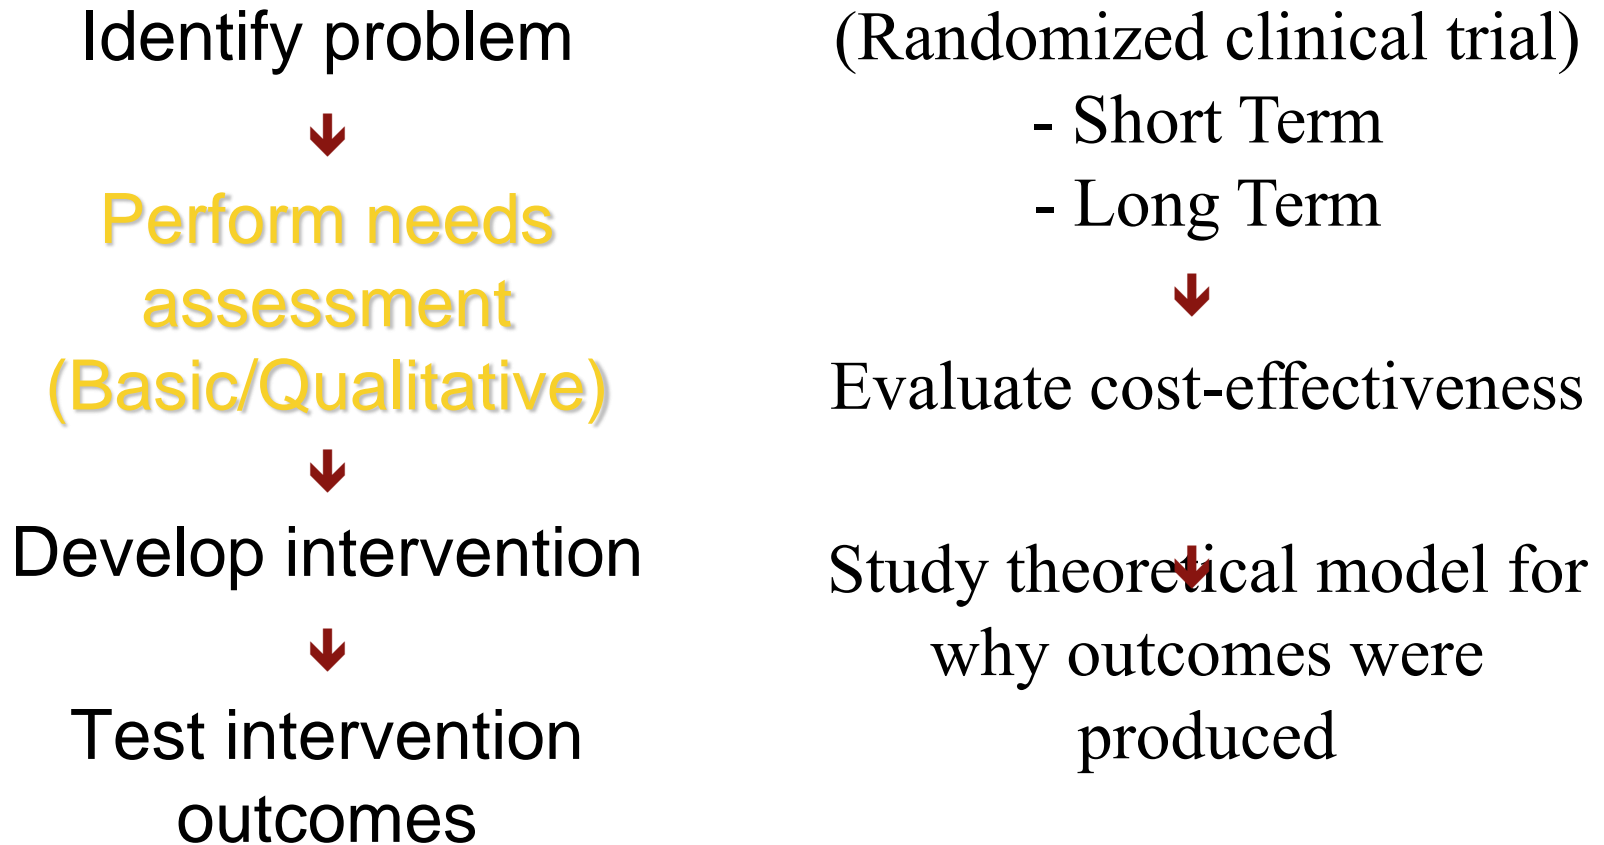 Identify problem
Perform needs
assessment
(Basic/Qualitative)
Develop intervention
Test intervention
outcomes
(Randomized clinical trial)
- Short Term
- Long Term
Evaluate cost-effectiveness
Study theoretical model for
why outcomes were
produced